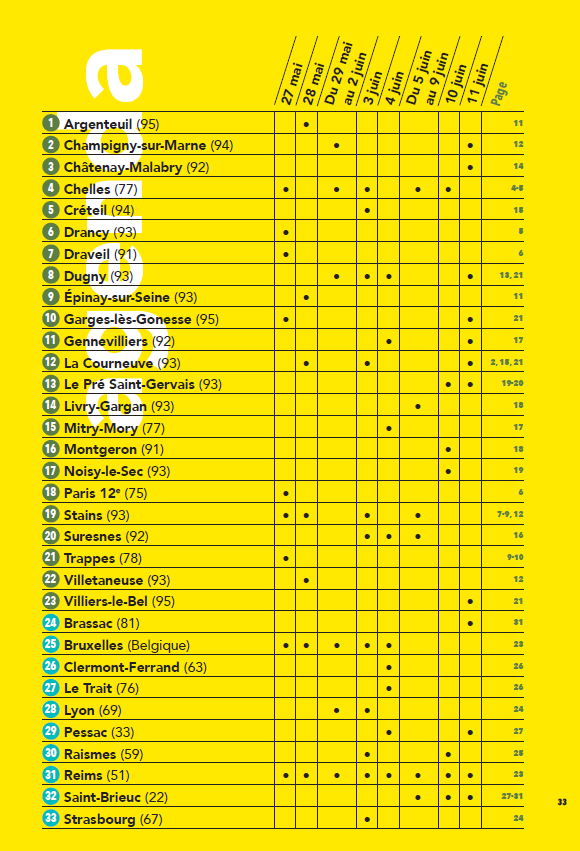 agenda
27 mai
28 mai
Du 29 mai
au 2 juin
3 juin
4 juin
Du 5 juin
au 9 juin
10 juin
11 juin
Page
1 Argenteuil (95) • 11
2 Champigny-sur-Marne (94) • • 12
3 Châtenay-Malabry (92) • 14
4 Chelles (77) • • • • • 4-5
5 Créteil (94) • 15
6 Drancy (93) • 5
7 Draveil (91) • 6
8 Dugny (93) • • • • 13, 21
9 Épinay-sur-Seine (93) • 11
10 Garges-lès-Gonesse (95) • • 21
11 Gennevilliers (92) • • 17
12 La Courneuve (93) • • • 2, 15, 21
13 Le Pré Saint-Gervais (93) • • 19-20
14 Livry-Gargan (93) • 18
15 Mitry-Mory (77) • 17
16 Montgeron (91) • 18
17 Noisy-le-Sec (93) • 19
18 Paris 12e (75) • 6
19 Stains (93) • • • • 7-9, 12
20 Suresnes (92) • • • 16
21 Trappes (78) • 9-10
22 Villetaneuse (93) • 12
23 Villiers-le-Bel (95) • 21
24 Brassac (81) • 31
25 Bruxelles (Belgique) • • • • • 23
26 Clermont-Ferrand (63) • 26
27 Le Trait (76) • 26
28 Lyon (69) • • 24
29 Pessac (33) • • 27
30 Raismes (59) • • 25
31 Reims (51) • • • • • • • • 23
32 Saint-Brieuc (22) • • • 27-31
33 Strasbourg (67) • 24
33